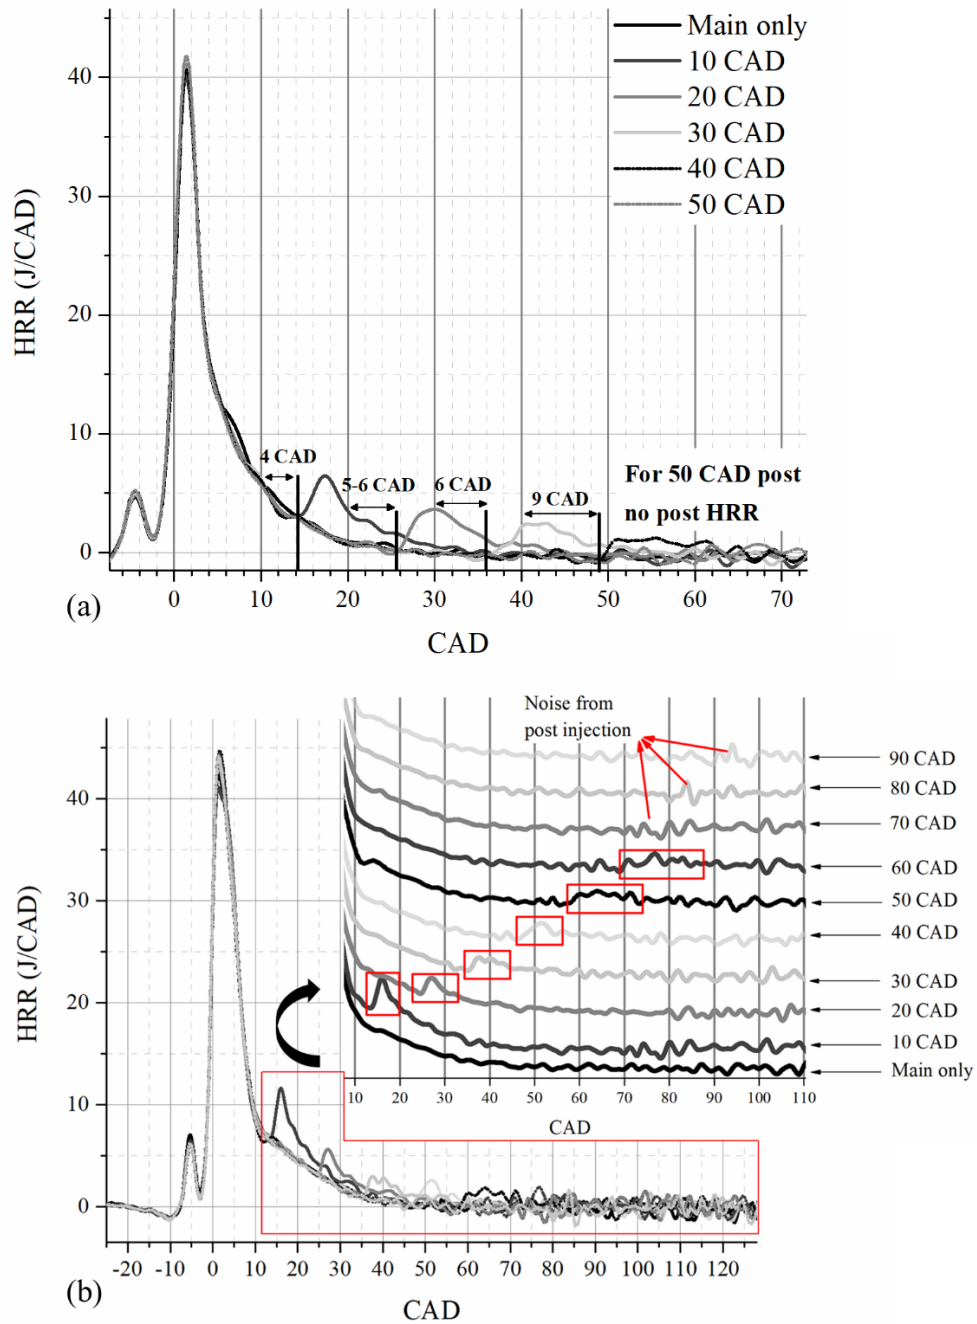 Main only
10 CAD
20 CAD
30 CAD
40 CAD
50 CAD
HRR (J/CAD)
40
30
20
10
0
4 CAD
5-6 CAD
6 CAD
9 CAD
For 50 CAD post
no post HRR
0 10 20 30 40 50 60 70
(a)
CAD
Noise from
post injection
90 CAD
80 CAD
70 CAD
60 CAD
50 CAD
40 CAD
30 CAD
20 CAD
10 CAD
Main only
10 20 30 40 50 60 70 80 90 100 110
CAD
HRR (J/CAD)
40
30
20
10
0
-20 -10 0 10 20 30 40 50 60 70 80 90 100 110 120
(b)
CAD